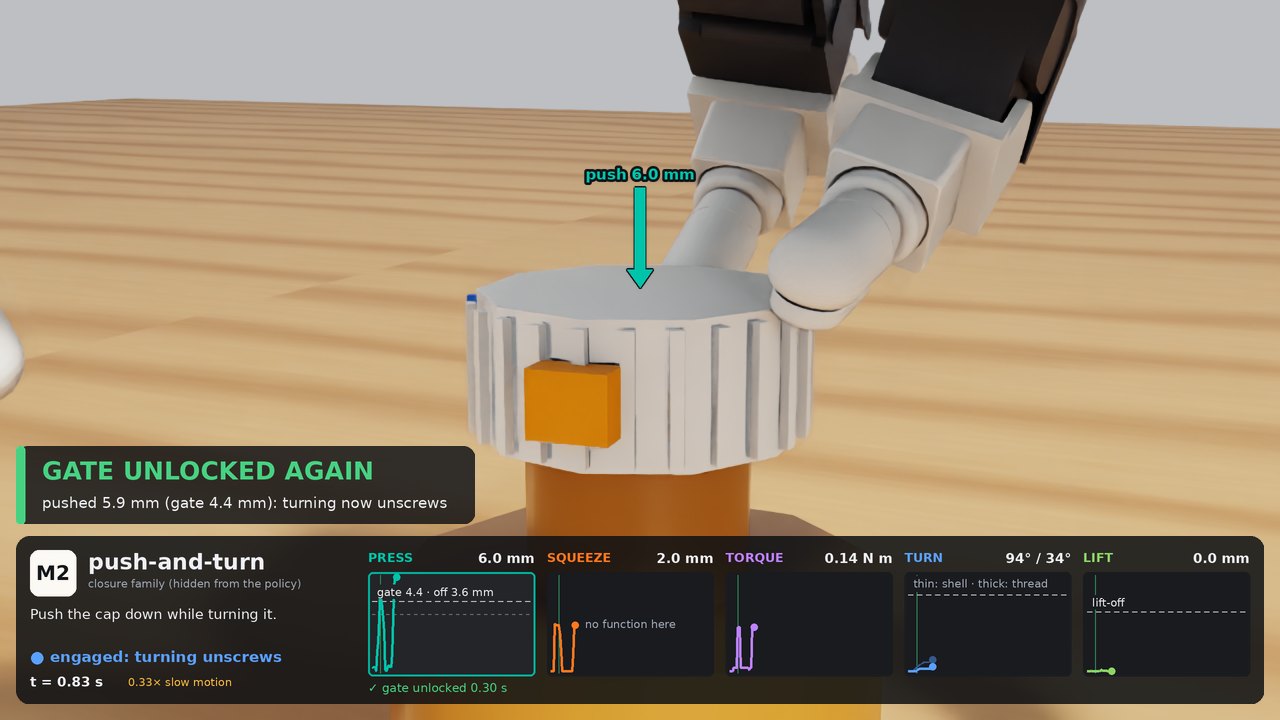 push 6.0 mm
GATE UNLOCKED AGAIN
pushed 5.9 mm (gate 4.4 mm): turning now unscrews
M2
push-and-turn
closure family (hidden from the policy)
Push the cap down while turning it.
engaged: turning unscrews
t = 0.83 s 0.33× slow motion
PRESS 6.0 mm
gate 4.4 · off 3.6 mm
✓ gate unlocked 0.30 s
SQUEEZE 2.0 mm
no function here
TORQUE 0.14 N m
TURN 94° / 34°
thin: shell · thick: thread
LIFT 0.0 mm
lift-off